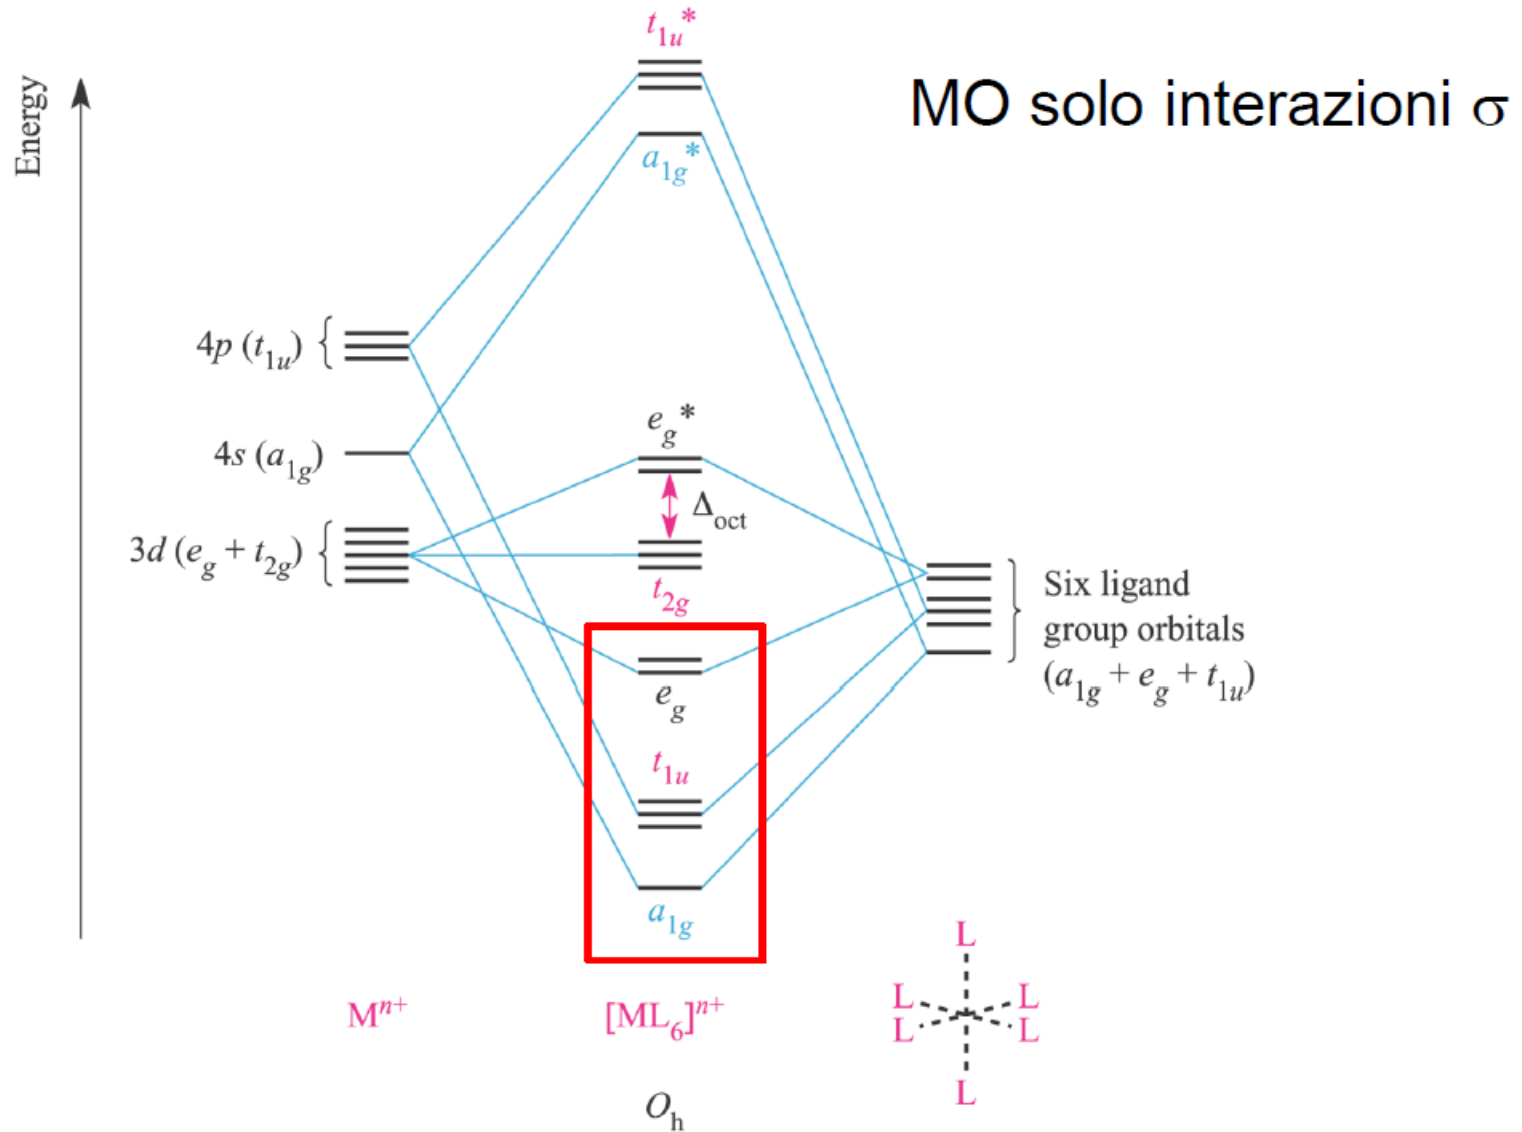 MO solo interazioni σ
Energy
t₁ᵤ*
a₁g*
4p (t₁ᵤ) {
4s (a₁g)
eg*
Δoct
3d (eg + t₂g) {
t₂g
} Six ligand
group orbitals
(a₁g + eg + t₁ᵤ)
eg
t₁ᵤ
a₁g
Mⁿ⁺
[ML₆]ⁿ⁺
L
L L
L L
L
Oₕ